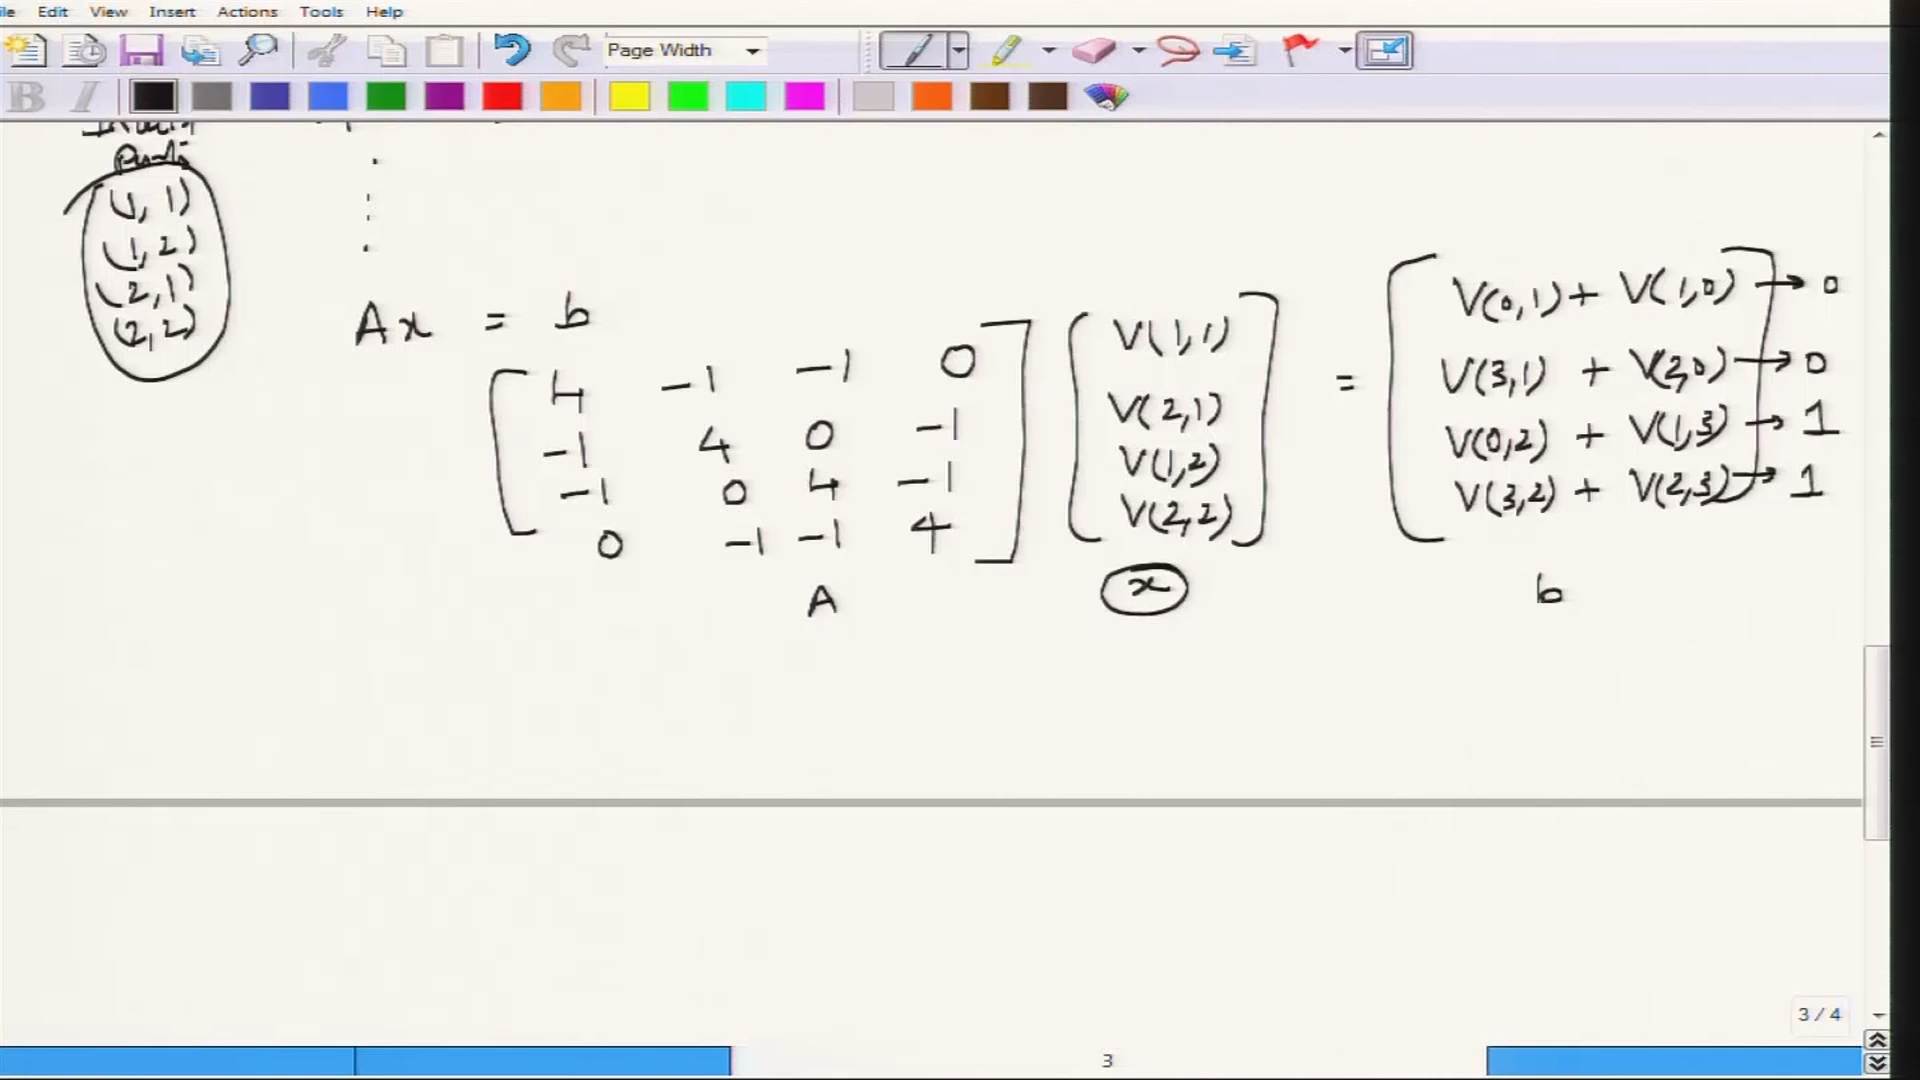 File Edit View Insert Actions Tools Help
Page Width
B I
(1, 1)
(1, 2)
(2, 1)
(2, 2)
Ax = b
4 -1 -1 0
-1 4 0 -1
-1 0 4 -1
0 -1 -1 4
A
V(1,1)
V(2,1)
V(1,2)
V(2,2)
x
=
V(0,1) + V(1,0) → 0
V(3,1) + V(2,0) → 0
V(0,2) + V(1,3) → 1
V(3,2) + V(2,3) → 1
b
3 / 4
3